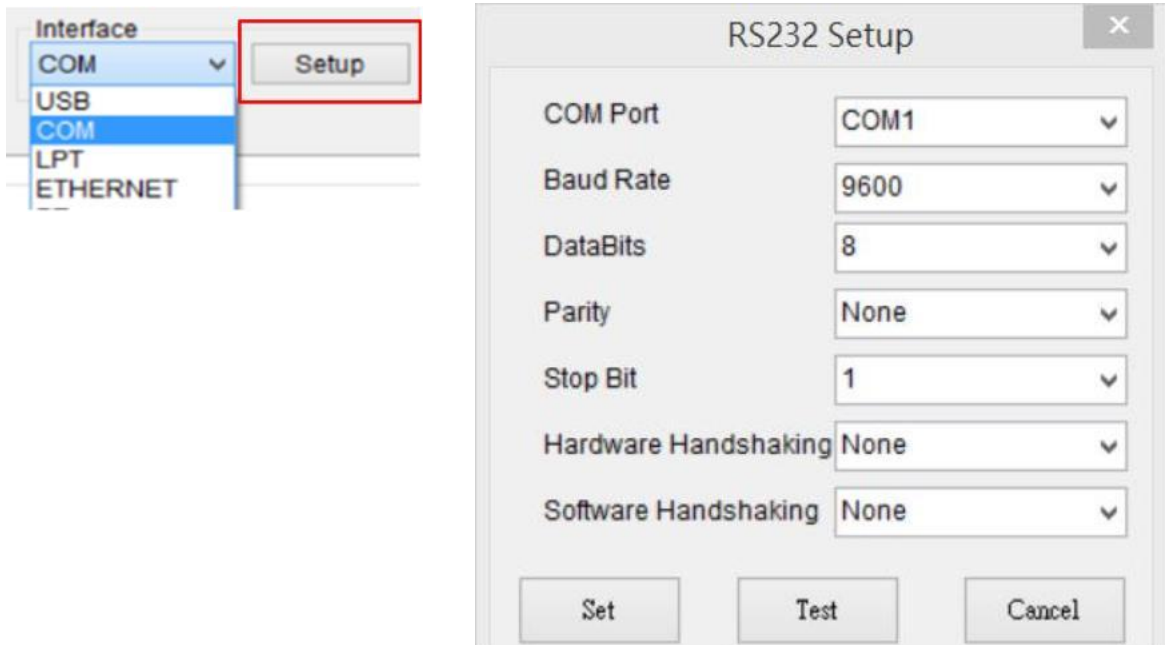 Interface
COM
Setup
USB
COM
LPT
ETHERNET
RS232 Setup
COM Port COM1
Baud Rate 9600
DataBits 8
Parity None
Stop Bit 1
Hardware Handshaking None
Software Handshaking None
Set Test Cancel